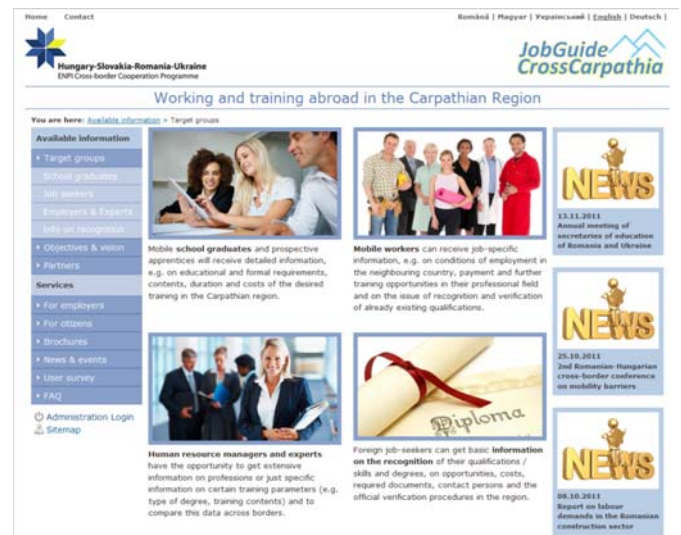 Home Contact
Română | Magyar | Український | English | Deutsch |
Hungary-Slovakia-Romania-Ukraine
ENPI Cross-border Cooperation Programme
JobGuide
CrossCarpathia
Working and training abroad in the Carpathian Region
You are here: Available information > Target groups
Available information
Target groups
School graduates
Job seekers
Employers & Experts
Info on recognition
Objectives & vision
Partners
Services
For employers
For citizens
Brochures
News & events
User survey
FAQ
Administration Login
Sitemap
Mobile school graduates and prospective
apprentices will receive detailed information,
e.g. on educational and formal requirements,
contents, duration and costs of the desired
training in the Carpathian region.
Mobile workers can receive job-specific
information, e.g. on conditions of employment in
the neighbouring country, payment and further
training opportunities in their professional field
and on the issue of recognition and verification
of already existing qualifications.
Human resource managers and experts
have the opportunity to get extensive
information on professions or just specific
information on certain training parameters (e.g.
type of degree, training contents) and to
compare this data across borders.
Diploma
Foreign job-seekers can get basic information
on the recognition of their qualifications /
skills and degrees, on opportunities, costs,
required documents, contact persons and the
official verification procedures in the region.
NEWS
13.11.2011
Annual meeting of
secretaries of education
of Romania and Ukraine
NEWS
25.10.2011
2nd Romanian-Hungarian
cross-border conference
on mobility barriers
NEWS
08.10.2011
Report on labour
demands in the Romanian
construction sector